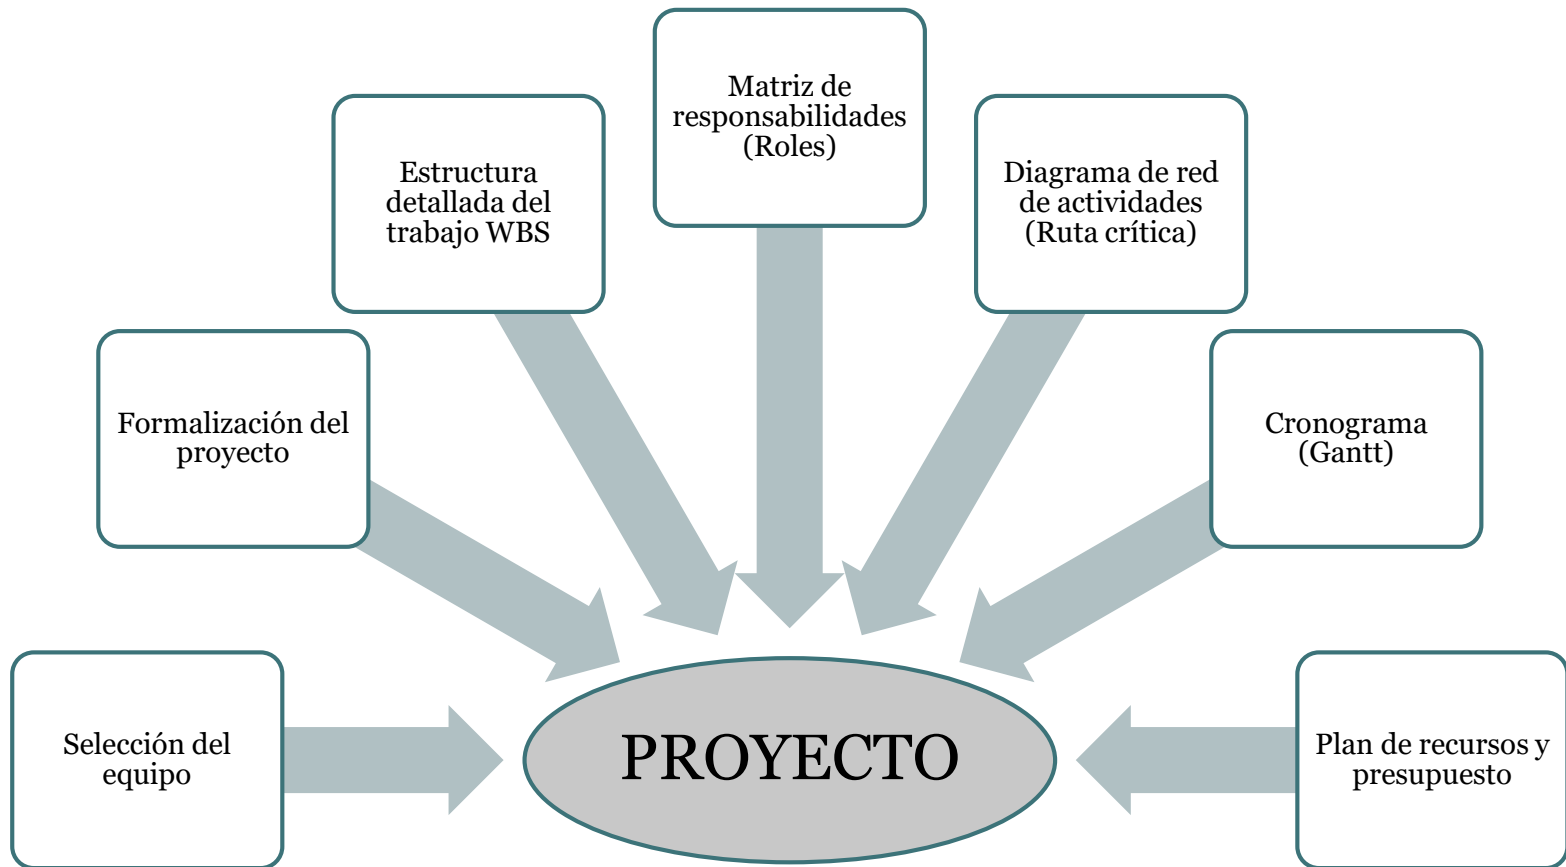 Matriz de
responsabilidades
(Roles)
Estructura
detallada del
trabajo WBS
Diagrama de red
de actividades
(Ruta crítica)
Formalización del
proyecto
Cronograma
(Gantt)
Selección del
equipo
PROYECTO
Plan de recursos y
presupuesto